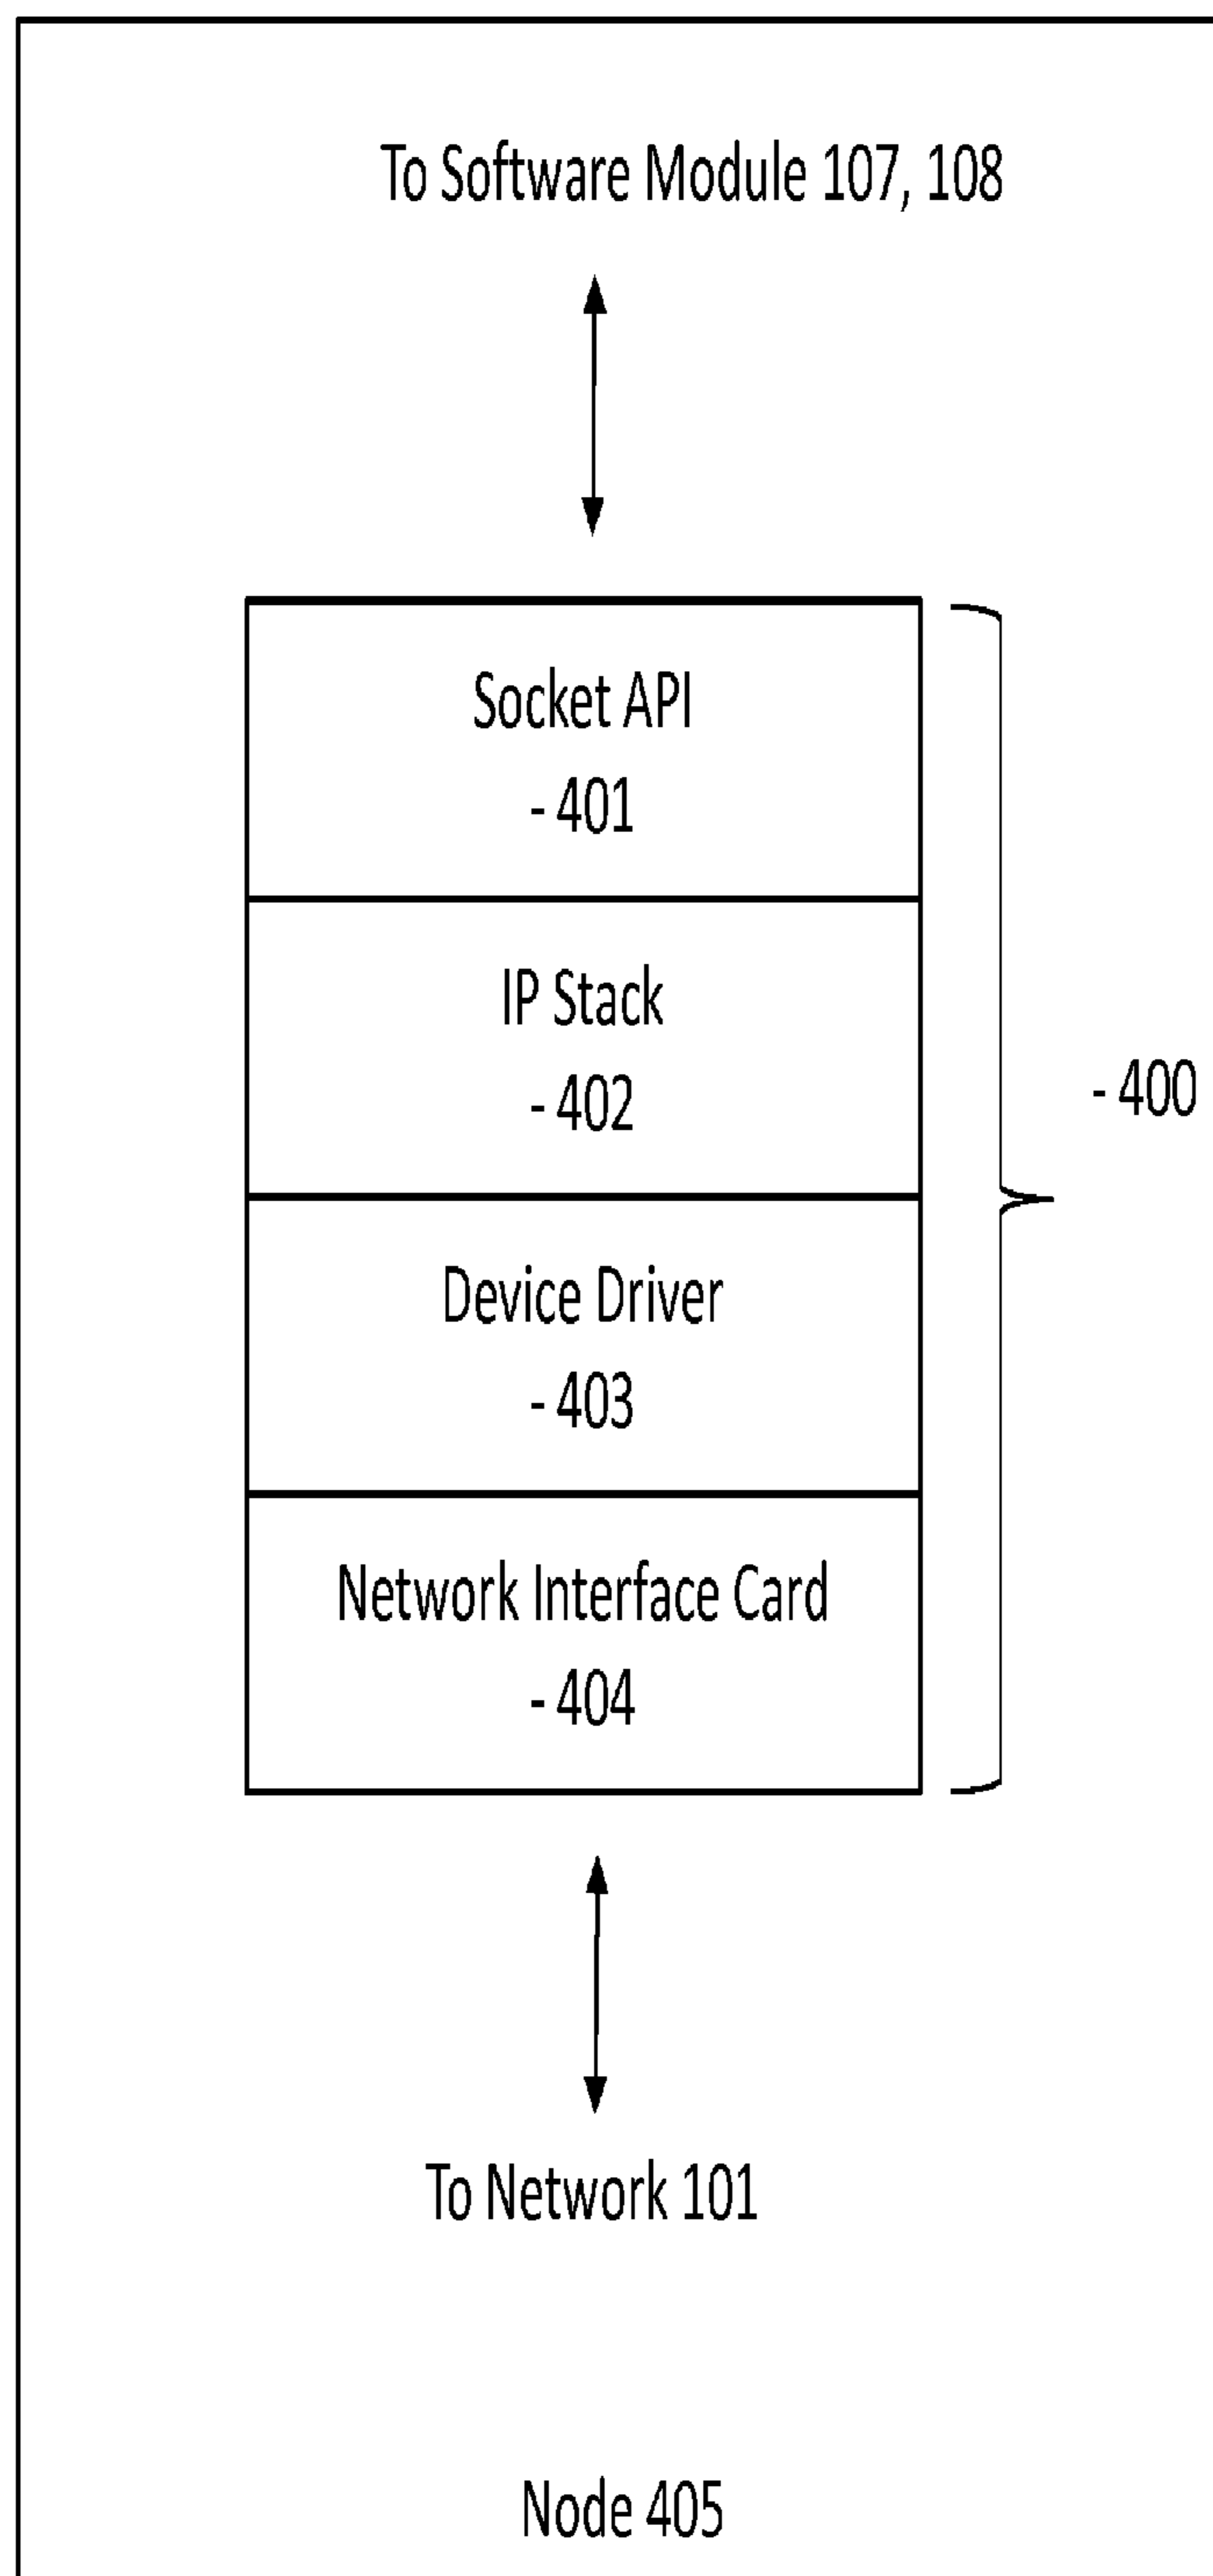 To Software Module 107, 108
Socket API
- 401
IP Stack
- 402
- 400
Device Driver
- 403
Network Interface Card
- 404
To Network 101
Node 405